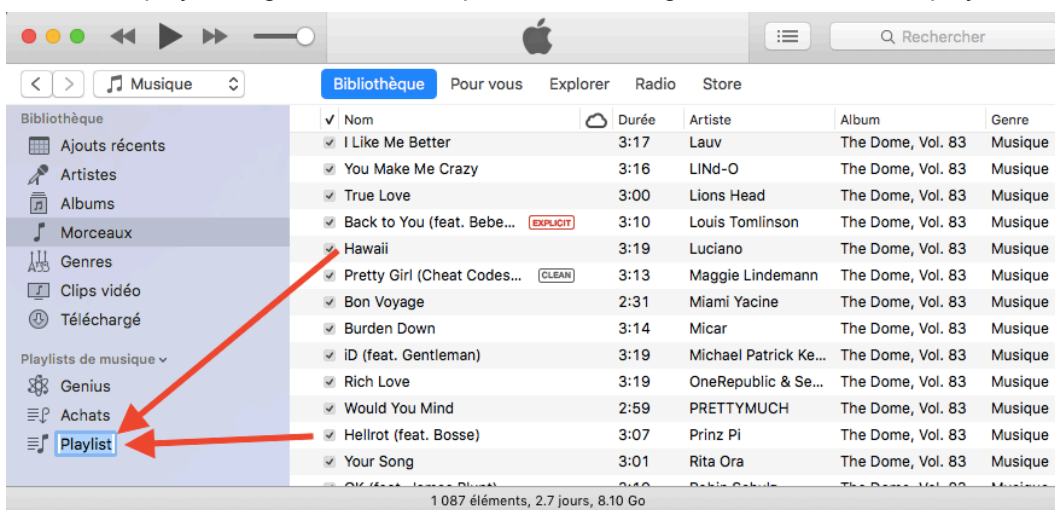 Rechercher
Musique
Bibliothèque Pour vous Explorer Radio Store
Bibliothèque
Ajouts récents
Artistes
Albums
Morceaux
Genres
Clips vidéo
Téléchargé
Playlists de musique
Genius
Achats
Playlist
✓ Nom Durée Artiste Album Genre
I Like Me Better 3:17 Lauv The Dome, Vol. 83 Musique
You Make Me Crazy 3:16 LINd-O The Dome, Vol. 83 Musique
True Love 3:00 Lions Head The Dome, Vol. 83 Musique
Back to You (feat. Bebe... EXPLICIT 3:10 Louis Tomlinson The Dome, Vol. 83 Musique
Hawaii 3:19 Luciano The Dome, Vol. 83 Musique
Pretty Girl (Cheat Codes... CLEAN 3:13 Maggie Lindemann The Dome, Vol. 83 Musique
Bon Voyage 2:31 Miami Yacine The Dome, Vol. 83 Musique
Burden Down 3:14 Micar The Dome, Vol. 83 Musique
iD (feat. Gentleman) 3:19 Michael Patrick Ke... The Dome, Vol. 83 Musique
Rich Love 3:19 OneRepublic & Se... The Dome, Vol. 83 Musique
Would You Mind 2:59 PRETTYMUCH The Dome, Vol. 83 Musique
Hellrot (feat. Bosse) 3:07 Prinz Pi The Dome, Vol. 83 Musique
Your Song 3:01 Rita Ora The Dome, Vol. 83 Musique
1 087 éléments, 2.7 jours, 8.10 Go